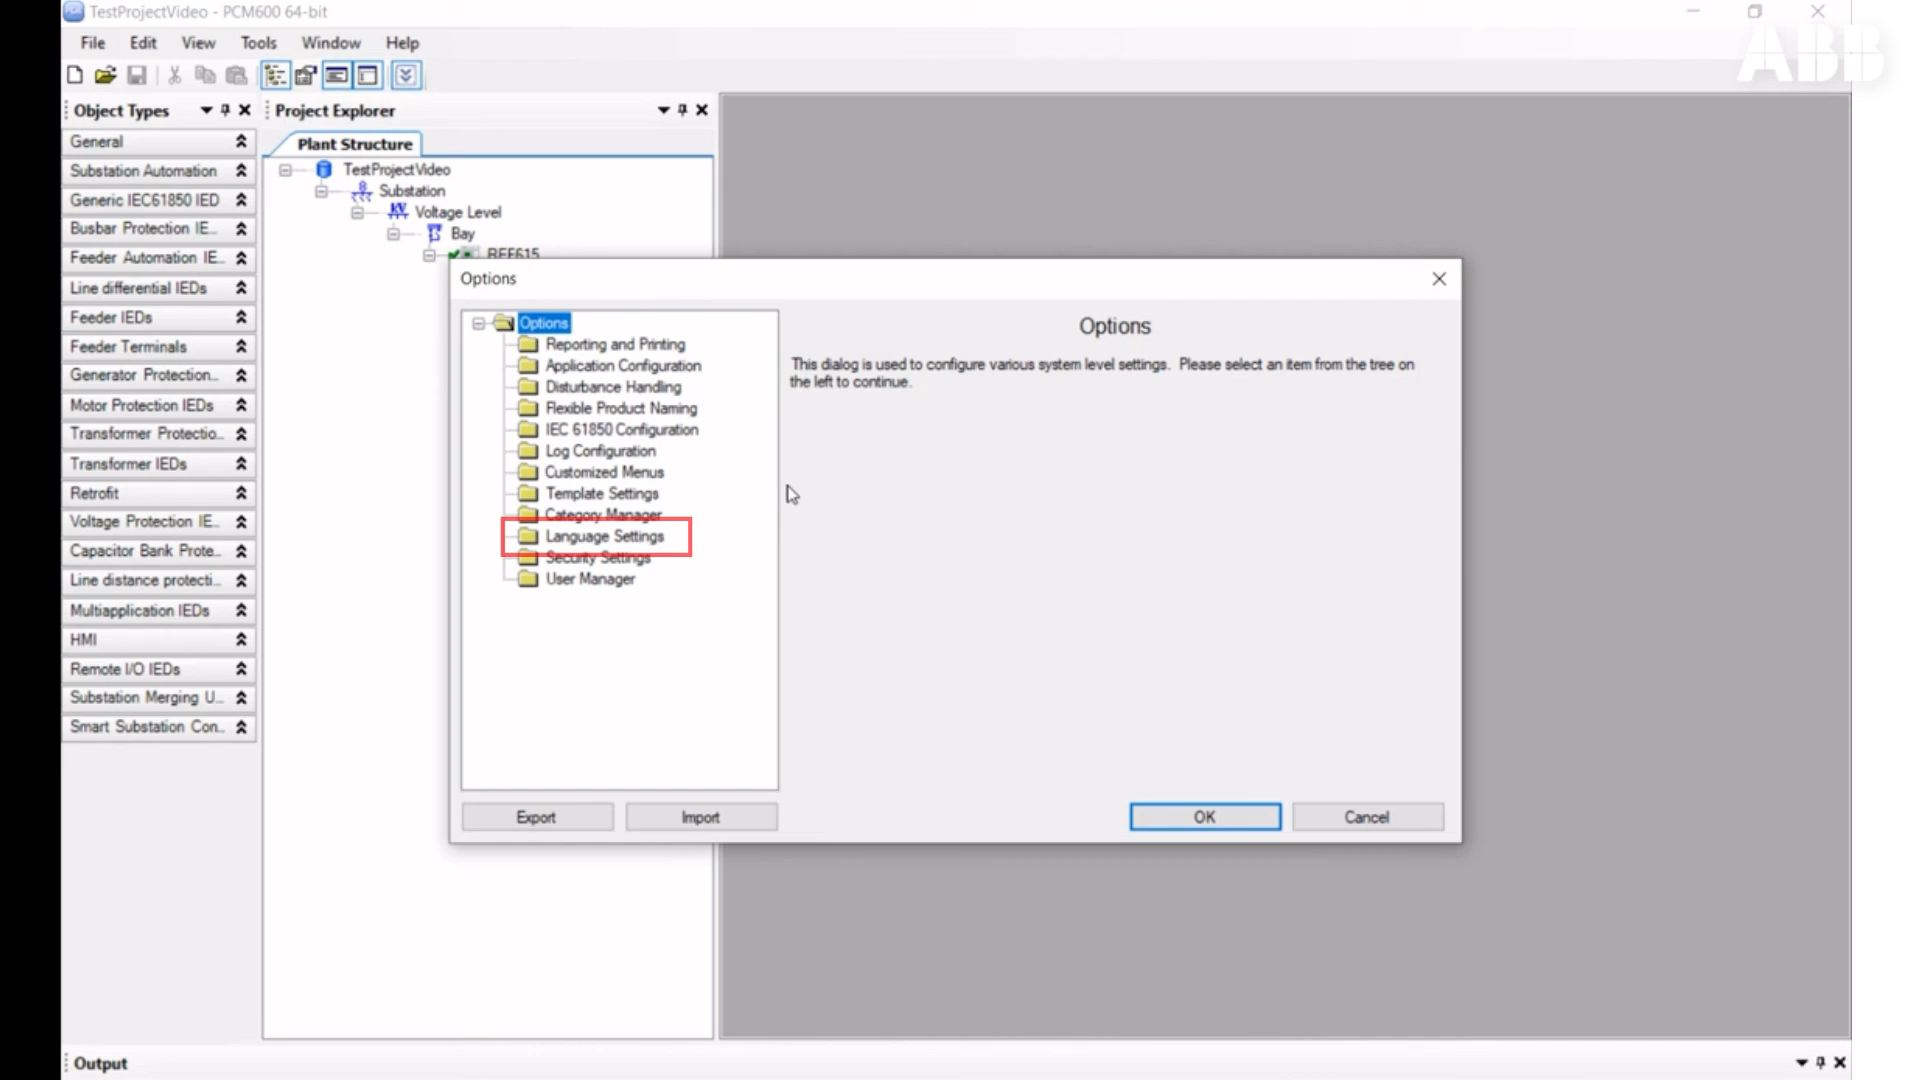 TestProjectVideo - PCM600 64-bit
ABB
File Edit View Tools Window Help
Object Types
General
Substation Automation
Generic IEC61850 IED
Busbar Protection IE...
Feeder Automation IE...
Line differential IEDs
Feeder IEDs
Feeder Terminals
Generator Protection...
Motor Protection IEDs
Transformer Protectio...
Transformer IEDs
Retrofit
Voltage Protection IE...
Capacitor Bank Prote...
Line distance protecti...
Multiapplication IEDs
HMI
Remote I/O IEDs
Substation Merging U...
Smart Substation Con...
Project Explorer
Plant Structure
TestProjectVideo
Substation
Voltage Level
Bay
REF615
Options
Options
Reporting and Printing
Application Configuration
Disturbance Handling
Flexible Product Naming
IEC 61850 Configuration
Log Configuration
Customized Menus
Template Settings
Category Manager
Language Settings
Security Settings
User Manager
Options
This dialog is used to configure various system level settings. Please select an item from the tree on
the left to continue.
Export Import OK Cancel
Output